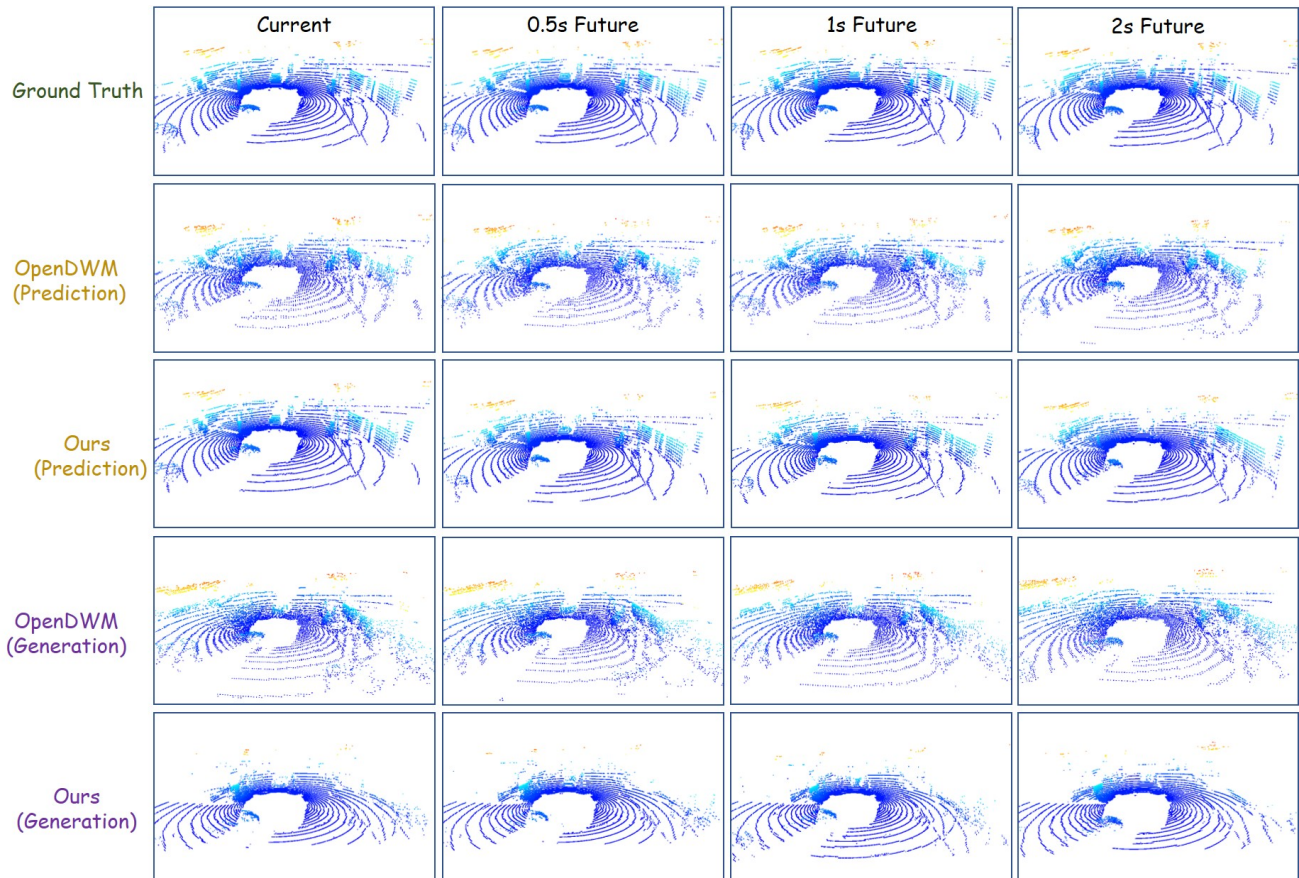 Current
0.5s Future
1s Future
2s Future
Ground Truth
OpenDWM
(Prediction)
Ours
(Prediction)
OpenDWM
(Generation)
Ours
(Generation)